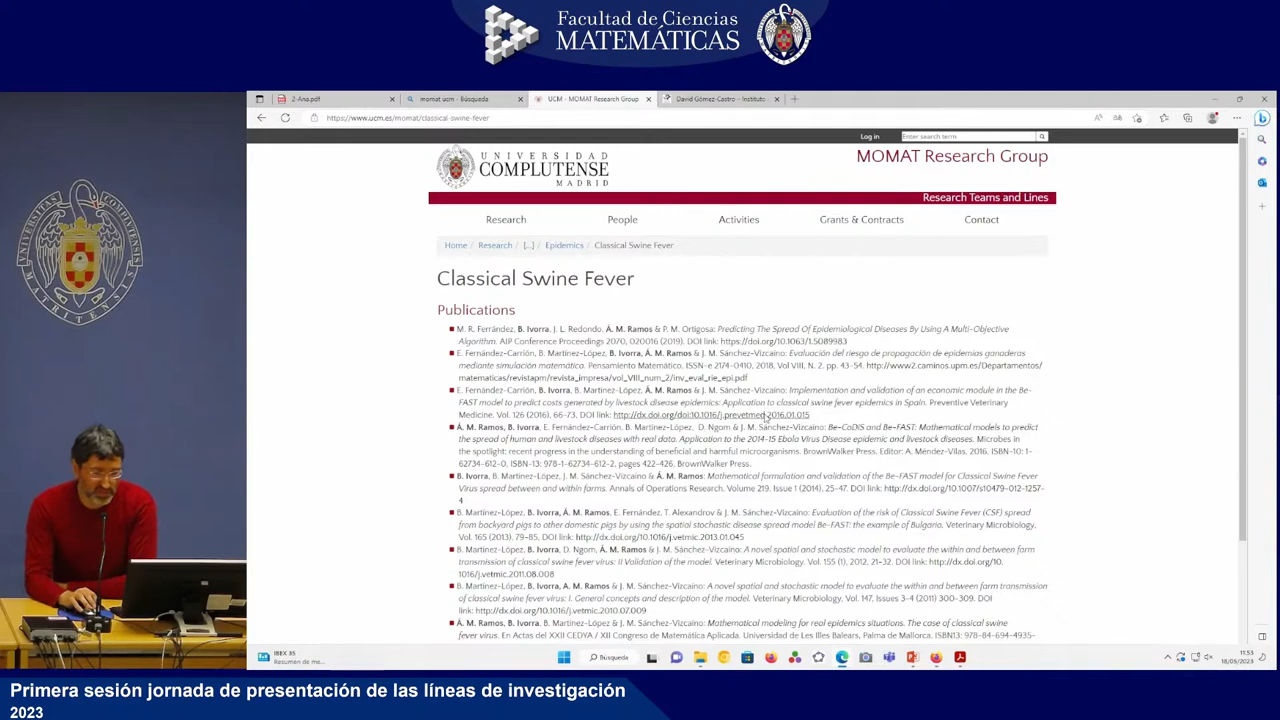 Facultad de Ciencias
MATEMÁTICAS
2-Ana.pdf
momat ucm - Búsqueda
UCM - MOMAT Research Group
David Gómez-Castro – Instituto
https://www.ucm.es/momat/classical-swine-fever
Log in
Enter search term
UNIVERSIDAD
COMPLUTENSE
MADRID
MOMAT Research Group
Research Teams and Lines
Research
People
Activities
Grants & Contracts
Contact
Home / Research / [...] / Epidemics / Classical Swine Fever
Classical Swine Fever
Publications
M. R. Ferrández, B. Ivorra, J. L. Redondo, Á. M. Ramos & P. M. Ortigosa: Predicting The Spread Of Epidemiological Diseases By Using A Multi-Objective
Algorithm. AIP Conference Proceedings 2070, 020016 (2019). DOI link: https://doi.org/10.1063/1.5089983
E. Fernández-Carrión, B. Martínez-López, B. Ivorra, Á. M. Ramos & J. M. Sánchez-Vizcaíno: Evaluación del riesgo de propagación de epidemias ganaderas
mediante simulación matemática. Pensamiento Matemático, ISSN-e 2174-0410, 2018, Vol VIII, N. 2, pp. 43-54. http://www2.caminos.upm.es/Departamentos/
matematicas/revistapm/revista_impresa/vol_VIII_num_2/inv_eval_rie_epi.pdf
E. Fernández-Carrión, B. Ivorra, B. Martínez-López, Á. M. Ramos & J. M. Sánchez-Vizcaíno: Implementation and validation of an economic module in the Be-
FAST model to predict costs generated by livestock disease epidemics: Application to classical swine fever epidemics in Spain. Preventive Veterinary
Medicine. Vol. 126 (2016), 66-73, DOI link: http://dx.doi.org/doi:10.1016/j.prevetmed.2016.01.015
Á. M. Ramos, B. Ivorra, E. Fernández-Carrión, B. Martínez-López, D. Ngom & J. M. Sánchez-Vizcaíno: Be-CoDiS and Be-FAST: Mathematical models to predict
the spread of human and livestock diseases with real data. Application to the 2014-15 Ebola Virus Disease epidemic and livestock diseases. Microbes in
the spotlight: recent progress in the understanding of beneficial and harmful microorganisms. BrownWalker Press. Editor: A. Méndez-Vilas, 2016. ISBN-10: 1-
62734-612-0, ISBN-13: 978-1-62734-612-2, pages 422-426, BrownWalker Press.
B. Ivorra, B. Martínez-López, J. M. Sánchez-Vizcaíno, Á. M. Ramos: Mathematical formulation and validation of the Be-FAST model for Classical Swine Fever
Virus spread between and within farms. Annals of Operations Research. Volume 219, Issue 1 (2014), 25-47. DOI link: http://dx.doi.org/10.1007/s10479-012-1257-
4
B. Martínez-López, B. Ivorra, Á. M. Ramos, E. Fernández, T. Alexandrov & J. M. Sánchez-Vizcaíno: Evaluation of the risk of Classical Swine Fever (CSF) spread
from backyard pigs to other domestic pigs by using the spatial stochastic disease spread model Be-FAST: the example of Bulgaria. Veterinary Microbiology.
Vol. 165 (2013), 79–85, DOI link: http://dx.doi.org/10.1016/j.vetmic.2013.01.045
B. Martínez-López, B. Ivorra, D. Ngom, Á. M. Ramos & J. M. Sánchez-Vizcaíno: A novel spatial and stochastic model to evaluate the within and between farm
transmission of classical swine fever virus: II Validation of the model. Veterinary Microbiology. Vol. 155 (1), 2012, 21-32. DOI link: http://dx.doi.org/10.
1016/j.vetmic.2011.08.008
B. Martínez-López, B. Ivorra, A. M. Ramos & J. M. Sánchez-Vizcaíno: A novel spatial and stochastic model to evaluate the within and between farm transmission
of classical swine fever virus: I. General concepts and description of the model. Veterinary Microbiology. Vol. 147, Issues 3-4 (2011) 300-309. DOI
link: http://dx.doi.org/10.1016/j.vetmic.2010.07.009
Á. M. Ramos, B. Ivorra, B. Martínez-López & J. M. Sánchez-Vizcaíno: Mathematical modeling for real epidemics situations. The case of classical swine
fever virus. En Actas del XXII CEDYA / XII Congreso de Matemática Aplicada. Universidad de Les Illes Balears, Palma de Mallorca. ISBN13: 978-84-694-4935-
IBEX 35
Resumen de me...
Búsqueda
11:53
18/05/2023
Primera sesión jornada de presentación de las líneas de investigación
2023